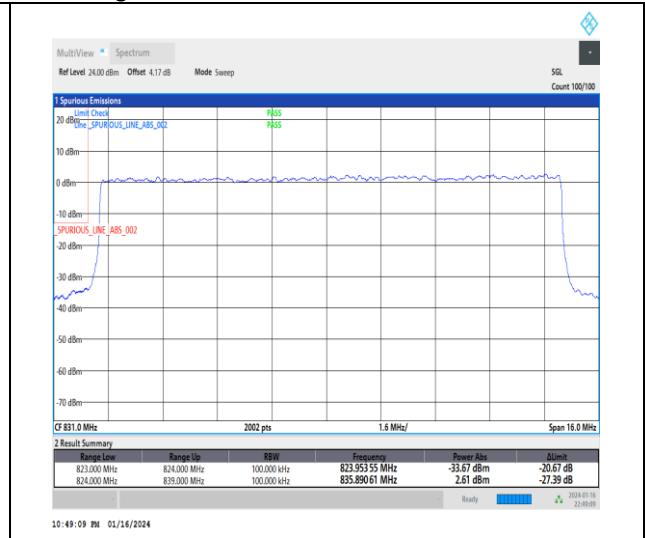 MultiView Spectrum
Ref Level 24.00 dBm Offset 4.17 dB Mode Sweep SGL
Count 100/100
1 Spurious Emissions
Limit Check PASS
20 dBm Line _SPURIOUS_LINE_ABS_002 PASS
10 dBm
0 dBm
-10 dBm
_SPURIOUS_LINE_ABS_002
-20 dBm
-30 dBm
-40 dBm
-50 dBm
-60 dBm
-70 dBm
CF 831.0 MHz 2002 pts 1.6 MHz/ Span 16.0 MHz
2 Result Summary
Range Low Range Up RBW Frequency Power Abs ΔLimit
823.000 MHz 824.000 MHz 100.000 kHz 823.953 55 MHz -33.67 dBm -20.67 dB
824.000 MHz 839.000 MHz 100.000 kHz 835.890 61 MHz 2.61 dBm -27.39 dB
Ready 2024-01-16
22:49:09
10:49:09 PM 01/16/2024